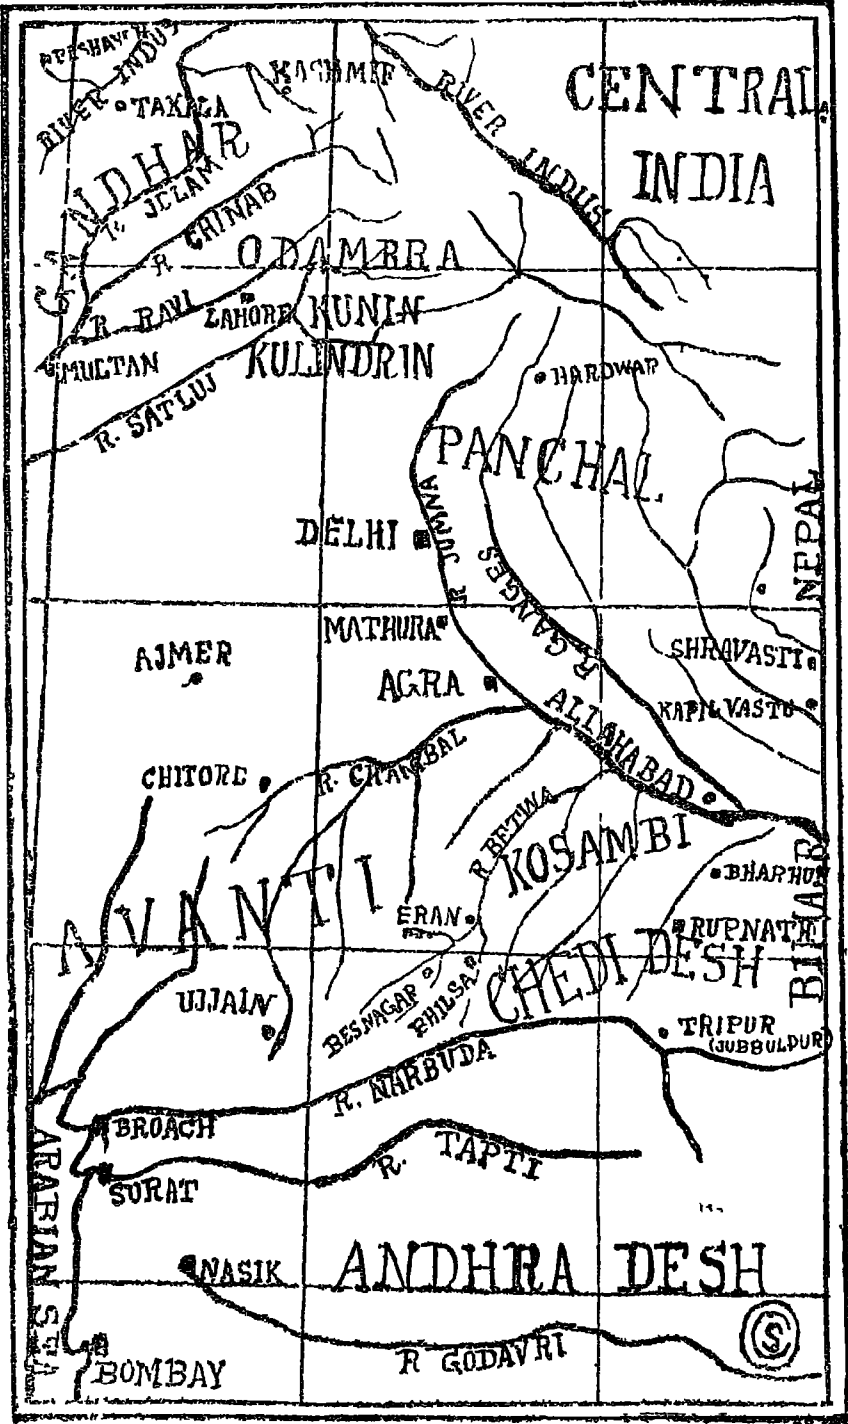 CENTRAL
INDIA
PESHAWER
RIVER INDUS
TAXILA
KASHMIR
RIVER INDUS
NDHAR
R. JELAM
R CHINAB
ODAMBRA
R RAVI
LAHORE
KUNIN
MULTAN
KULINDRIN
R. SATLUJ
HARDWAR
PANCHAL
DELHI
R JUMNA
R. GANGES
NEPAL
MATHURA
AJMER
SHRAVASTI
AGRA
KAPILVASTU
ALLAHABAD
R. CHAMBAL
CHITORE
R. BETWA
KOSAMBI
AVANTI
BHARHUT
ERAN
RUPNATH
BIHAR
CHEDI DESH
UJJAIN
BESNAGAR
BHILSA
TRIPUR
(JUBBULPUR)
R. NARBUDA
BROACH
R. TAPTI
SURAT
ARABIAN SEA
NASIK
ANDHRA DESH
R GODAVRI
BOMBAY
S